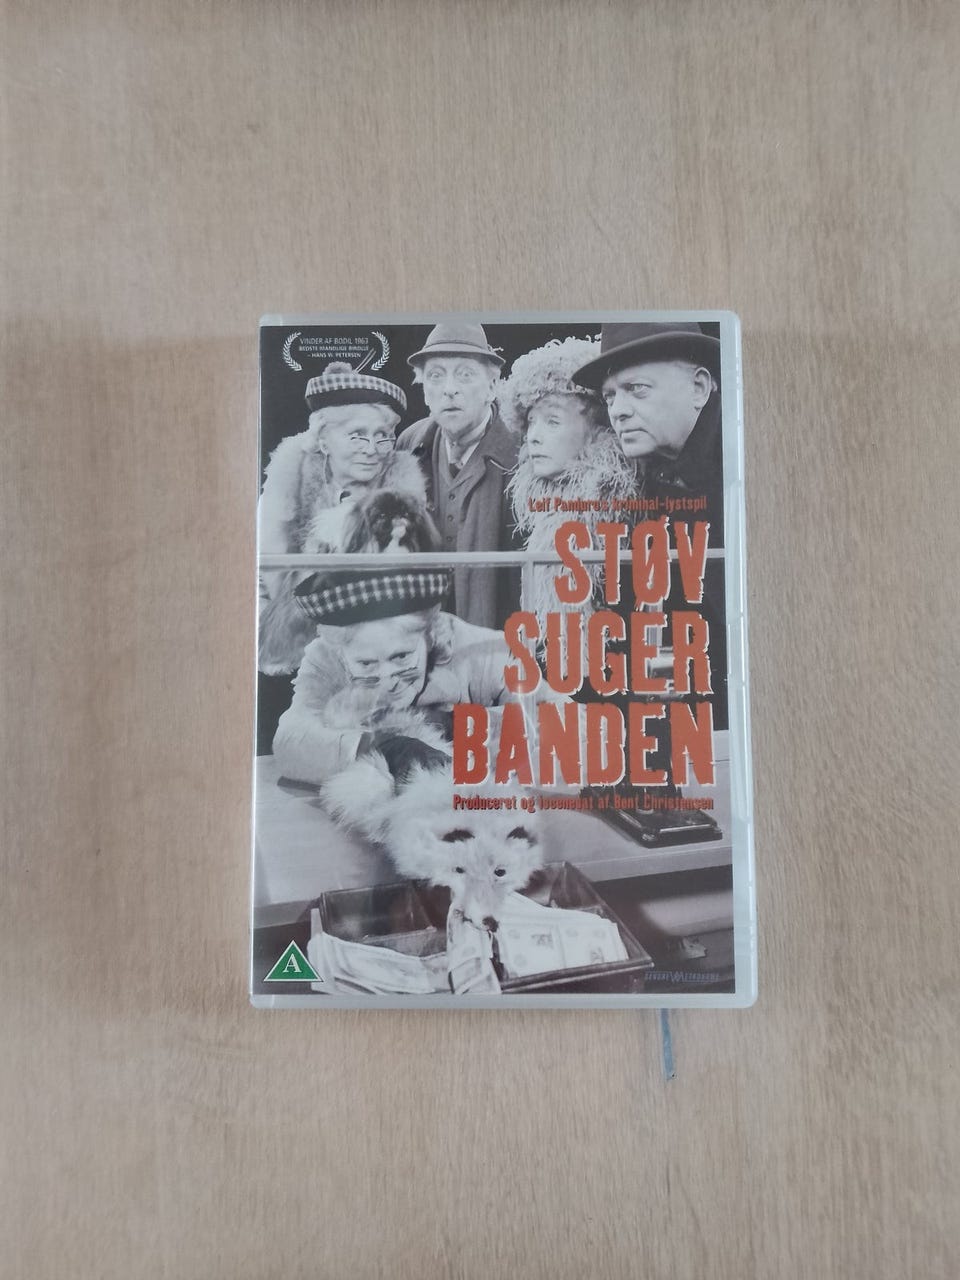 VINDER AF BODIL 1963
BEDSTE MANDLIGE BIROLLE
- HANS W. PETERSEN
Leif Panduros kriminal-lystspil
STØV
SUGER
BANDEN
Produceret og iscenesat af Bent Christensen
A